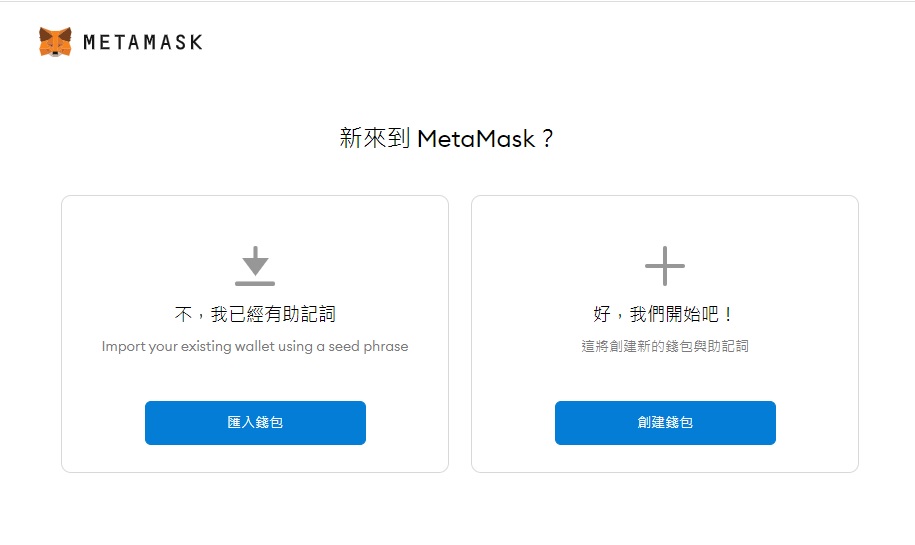 METAMASK
新來到 MetaMask？
不，我已經有助記詞
Import your existing wallet using a seed phrase
匯入錢包
好，我們開始吧！
這將創建新的錢包與助記詞
創建錢包